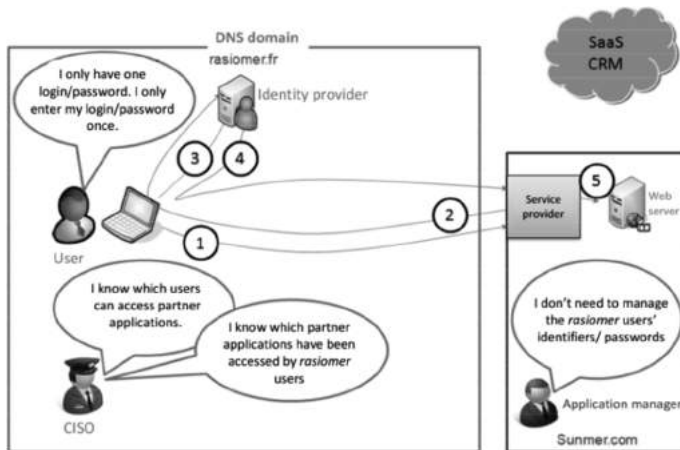 DNS domain
rasiomer.fr
SaaS
CRM
I only have one
login/password. I only
enter my login/password
once.
Identity provider
3
4
5
Web
server
Service
provider
2
1
User
I know which users
can access partner
applications.
I know which partner
applications have been
accessed by rasiomer
users
I don't need to manage
the rasiomer users'
identifiers/ passwords
CISO
Application manager
Sunmer.com